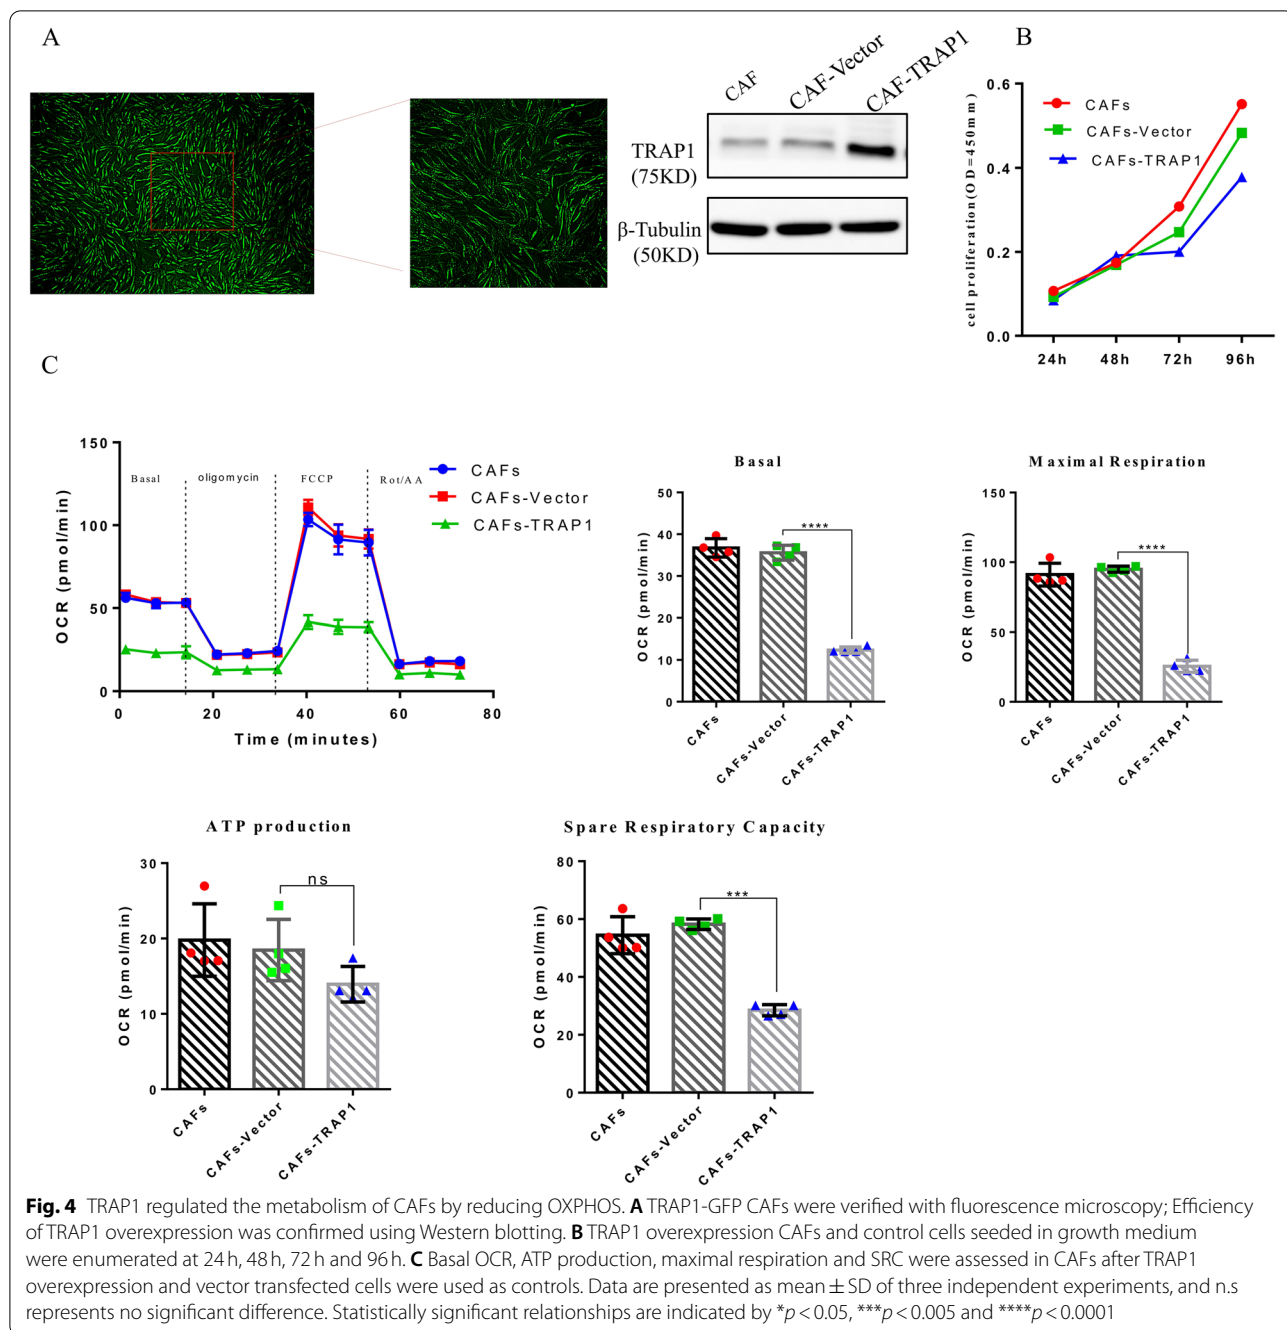 A
CAF
CAF-Vector
CAF-TRAP1
TRAP1
(75KD)
β-Tubulin
(50KD)
B
cell proliferation(OD=450mm)
0.6
0.4
0.2
0.0
24h
48h
72h
96h
CAFs
CAFs-Vector
CAFs-TRAP1
C
OCR (pmol/min)
150
100
50
0
0
20
40
60
80
Time (minutes)
Basal
oligomycin
FCCP
Rot/AA
CAFs
CAFs-Vector
CAFs-TRAP1
Basal
OCR (pmol/min)
50
40
30
20
10
0
****
CAFs
CAFs-Vector
CAFs-TRAP1
Maximal Respiration
OCR (pmol/min)
150
100
50
0
****
CAFs
CAFs-Vector
CAFs-TRAP1
ATP production
OCR (pmol/min)
30
20
10
0
ns
CAFs
CAFs-Vector
CAFs-TRAP1
Spare Respiratory Capacity
OCR (pmol/min)
80
60
40
20
0
***
CAFs
CAFs-Vector
CAFs-TRAP1
Fig. 4 TRAP1 regulated the metabolism of CAFs by reducing OXPHOS. A TRAP1-GFP CAFs were verified with fluorescence microscopy; Efficiency
of TRAP1 overexpression was confirmed using Western blotting. B TRAP1 overexpression CAFs and control cells seeded in growth medium
were enumerated at 24 h, 48 h, 72 h and 96 h. C Basal OCR, ATP production, maximal respiration and SRC were assessed in CAFs after TRAP1
overexpression and vector transfected cells were used as controls. Data are presented as mean ± SD of three independent experiments, and n.s
represents no significant difference. Statistically significant relationships are indicated by *p < 0.05, ***p < 0.005 and ****p < 0.0001